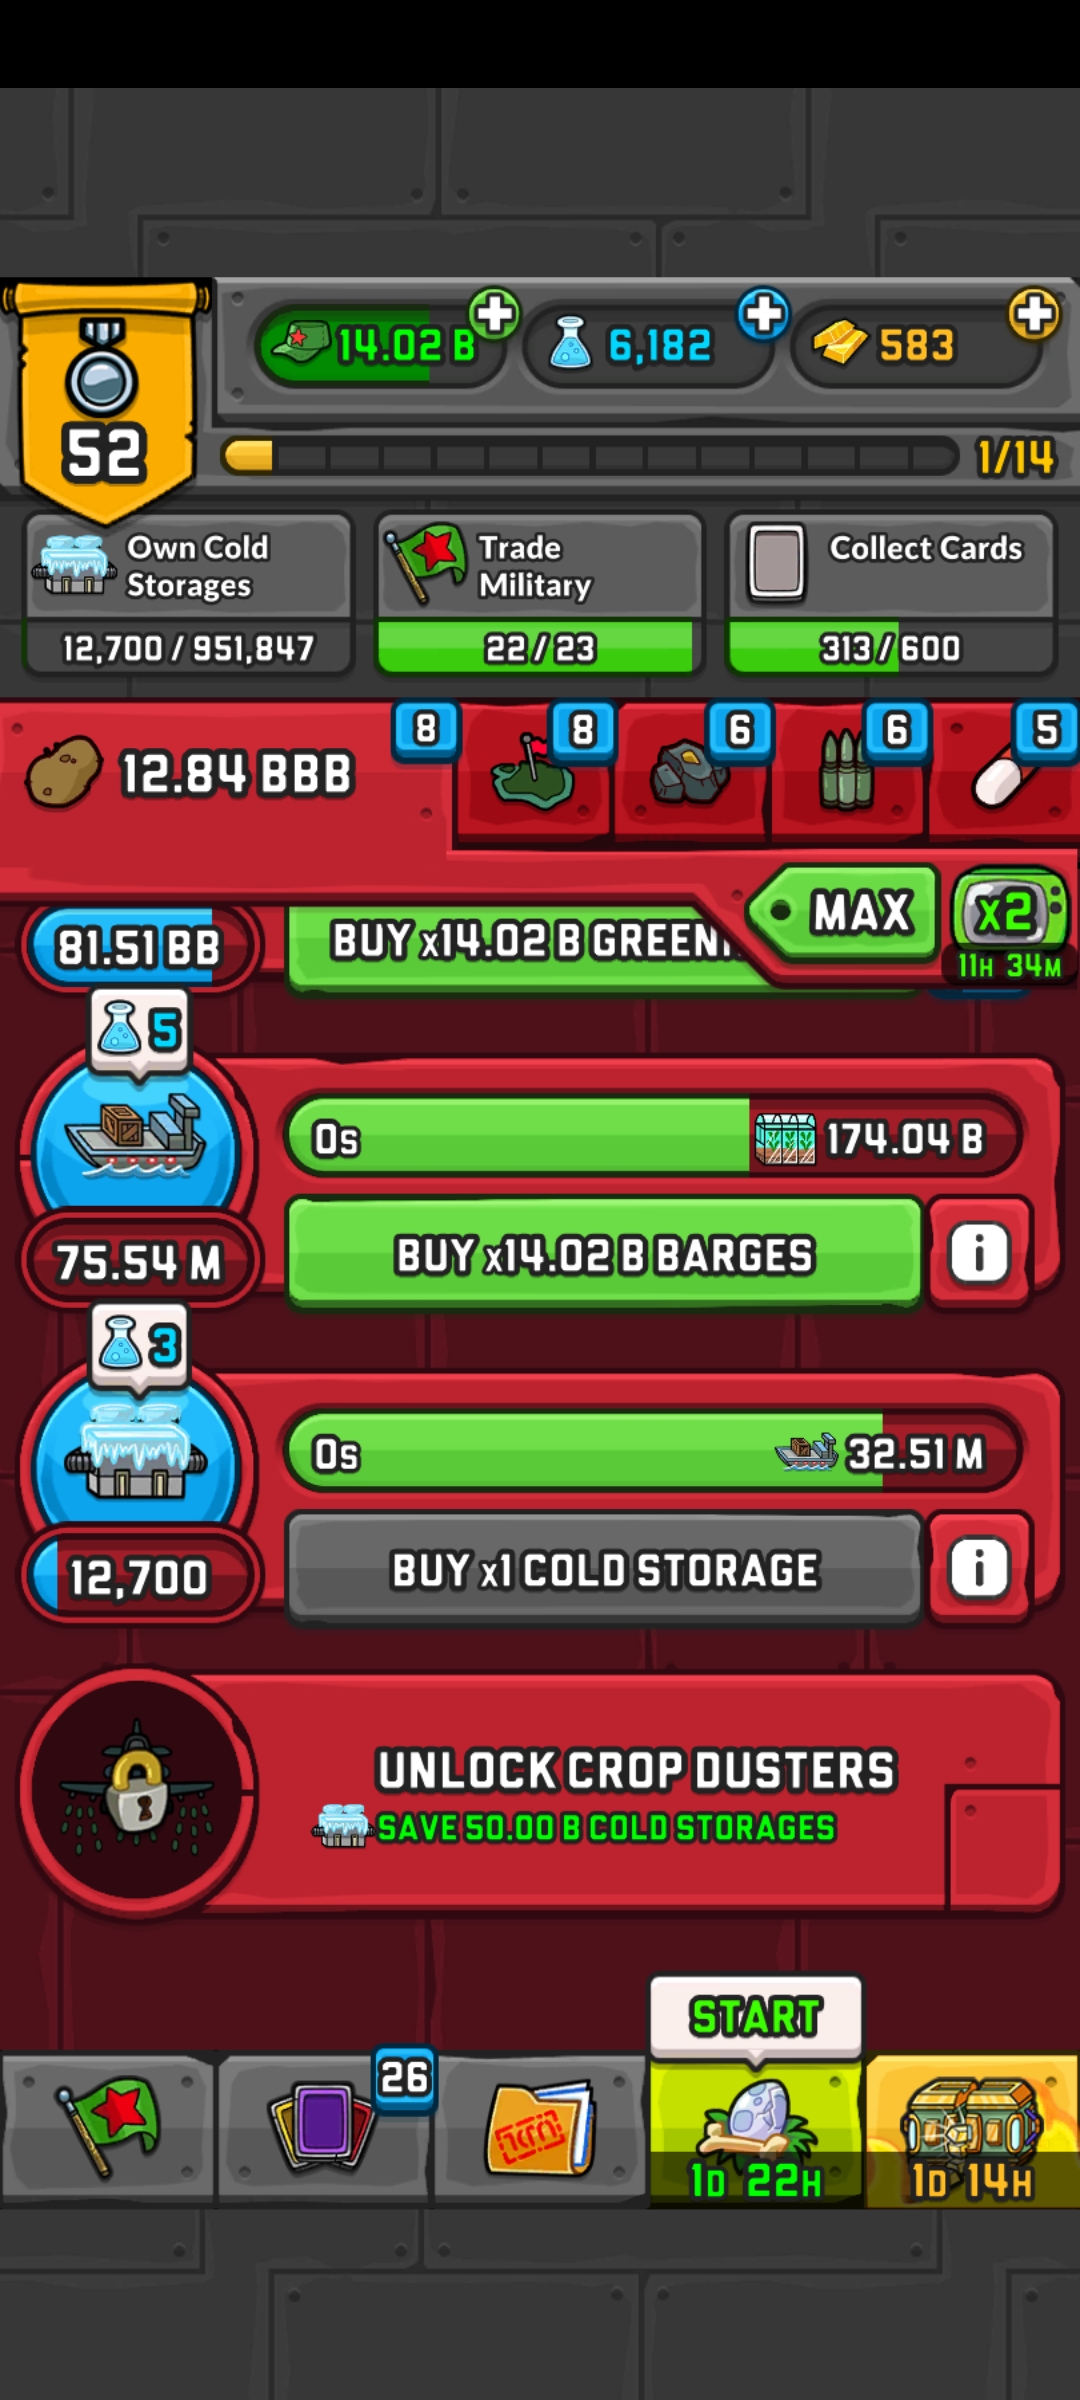 14.02 B
6,182
583
52
1/14
Own Cold
Storages
12,700 / 951,847
Trade
Military
22/23
Collect Cards
313/600
12.84 BBB
8
8
6
6
5
MAX
x2
11H 34M
81.51 BB
BUY x14.02 B GREEN
5
0s
174.04 B
75.54 M
BUY x14.02 B BARGES
i
3
0s
32.51 M
12,700
BUY x1 COLD STORAGE
i
UNLOCK CROP DUSTERS
SAVE 50.00 B COLD STORAGES
START
26
1D 22H
1D 14H